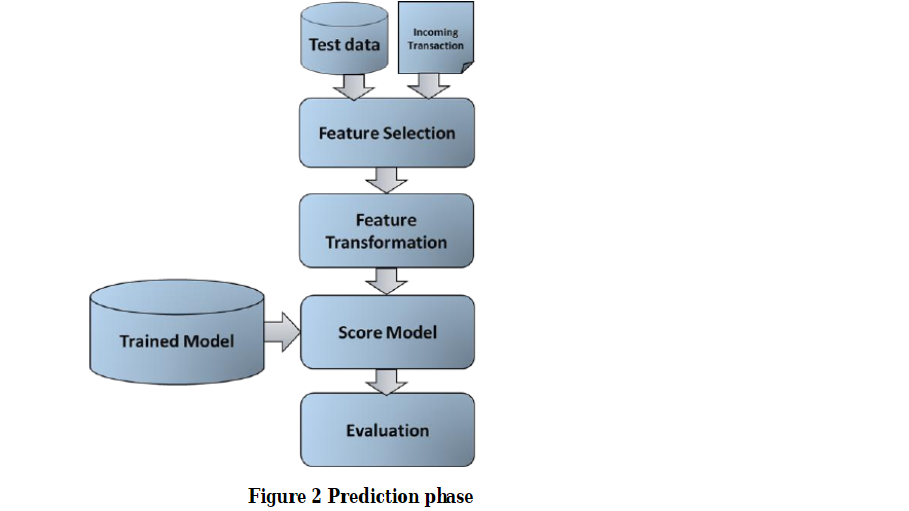 Test data
Incoming
Transaction
Feature Selection
Feature
Transformation
Trained Model
Score Model
Evaluation
Figure 2 Prediction phase